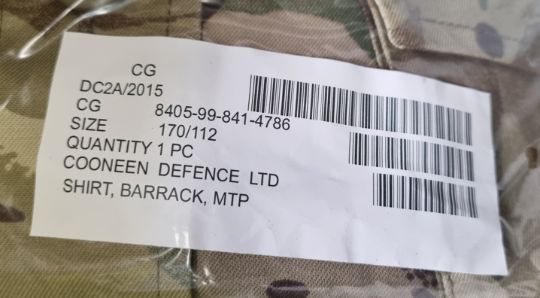 CG
DC2A/2015
CG 8405-99-841-4786
SIZE 170/112
QUANTITY 1 PC
COONEEN DEFENCE LTD
SHIRT, BARRACK, MTP